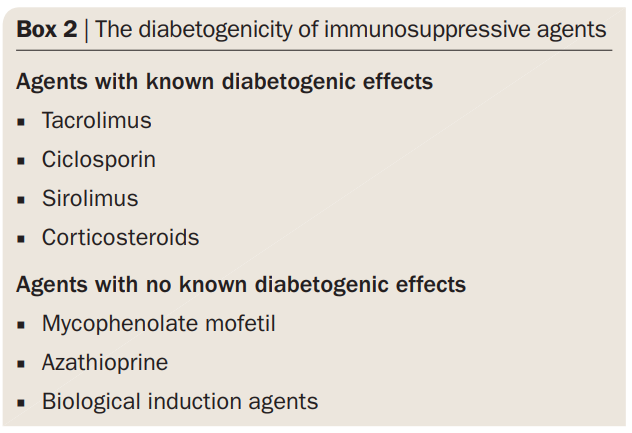 Box 2 | The diabetogenicity of immunosuppressive agents
Agents with known diabetogenic effects
▪ Tacrolimus
▪ Ciclosporin
▪ Sirolimus
▪ Corticosteroids
Agents with no known diabetogenic effects
▪ Mycophenolate mofetil
▪ Azathioprine
▪ Biological induction agents